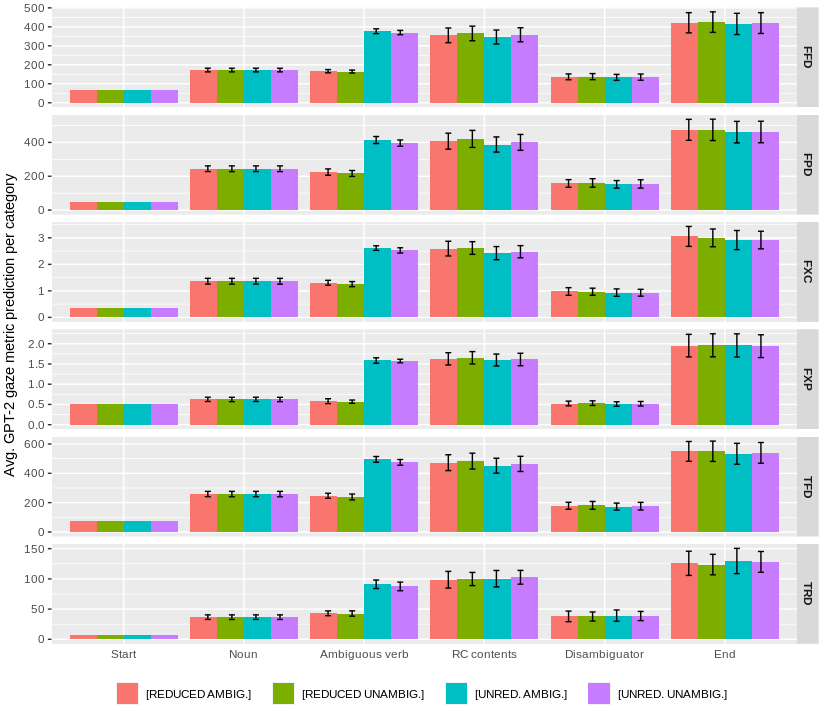 Avg. GPT-2 gaze metric prediction per category
500
400
300
200
100
0
FFD
400
200
0
FPD
3
2
1
0
FXC
2.0
1.5
1.0
0.5
0.0
FXP
600
400
200
0
TFD
150
100
50
0
TRD
Start Noun Ambiguous verb RC contents Disambiguator End
[REDUCED AMBIG.] [REDUCED UNAMBIG.] [UNRED. AMBIG.] [UNRED. UNAMBIG.]